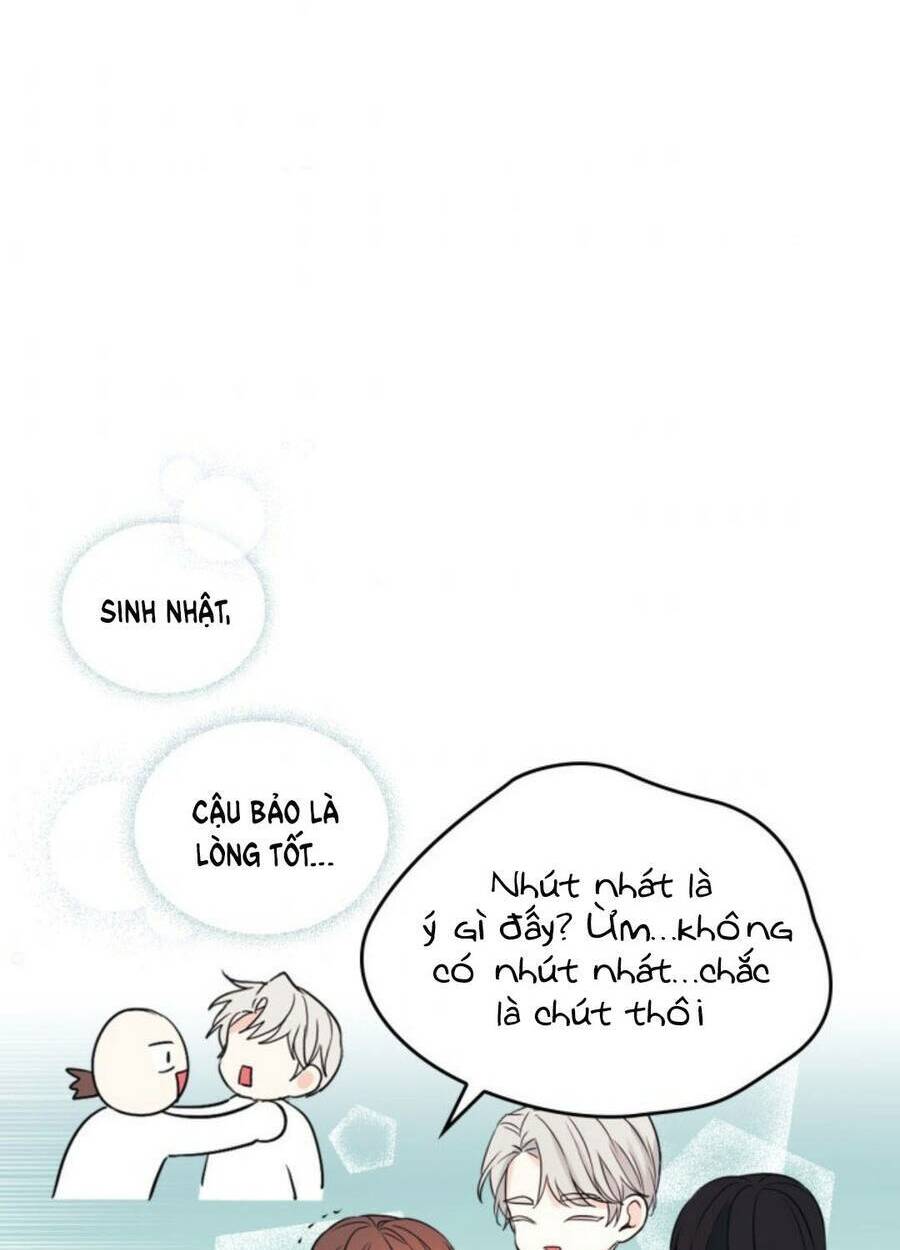 SINH NHẬT,
CẬU BẢO LÀ
LÒNG TỐT...
Nhút nhát là
ý gì đấy? Ừm...không
có nhút nhát...chắc
là chút thôi